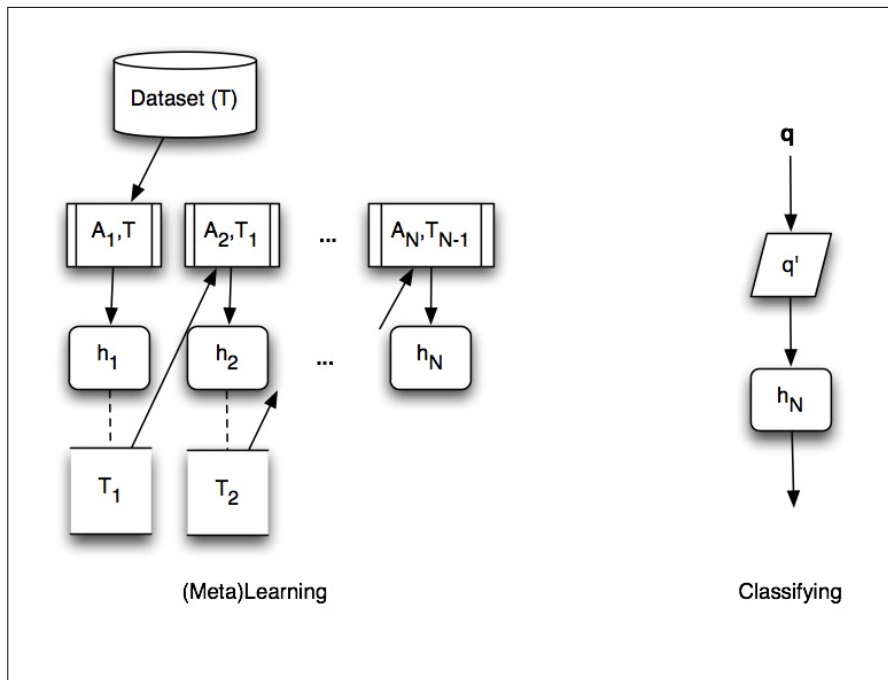 Dataset (T)
q
A1,T A2,T1 ... AN,TN-1
q'
h1 h2 ... hN
hN
T1 T2
(Meta)Learning Classifying